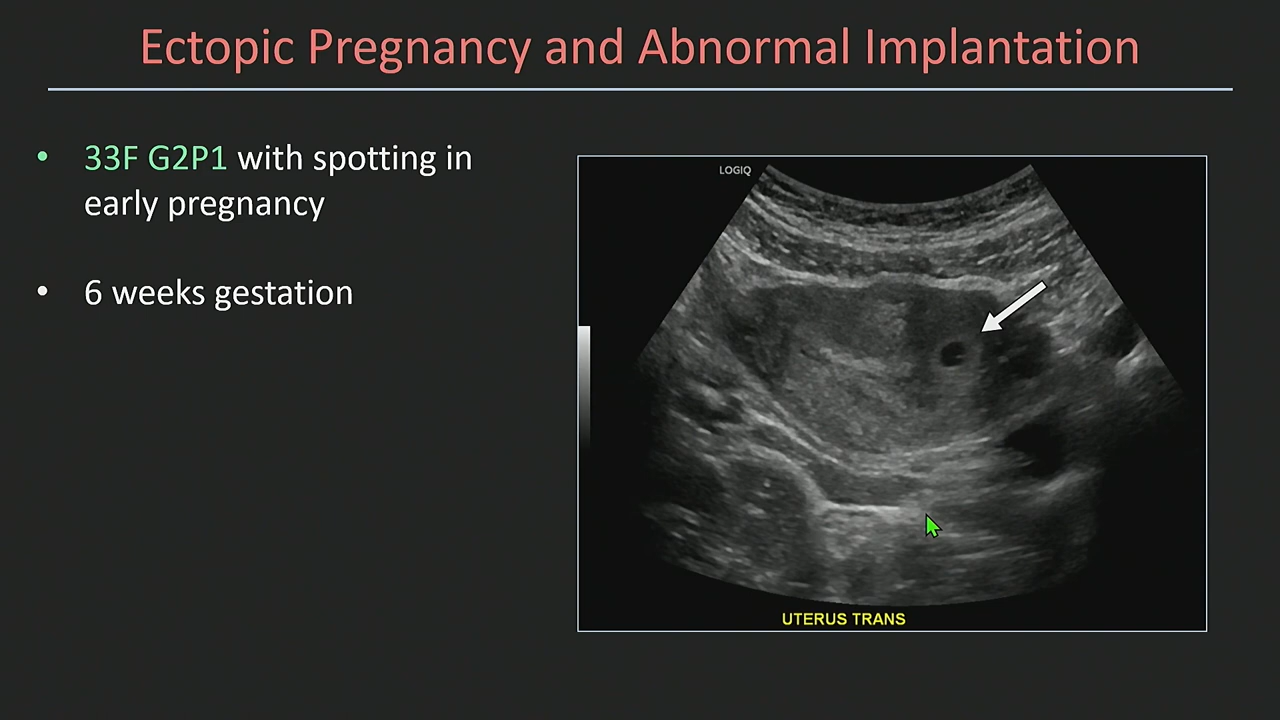 Ectopic Pregnancy and Abnormal Implantation
• 33F G2P1 with spotting in
early pregnancy
• 6 weeks gestation
LOGIQ
UTERUS TRANS